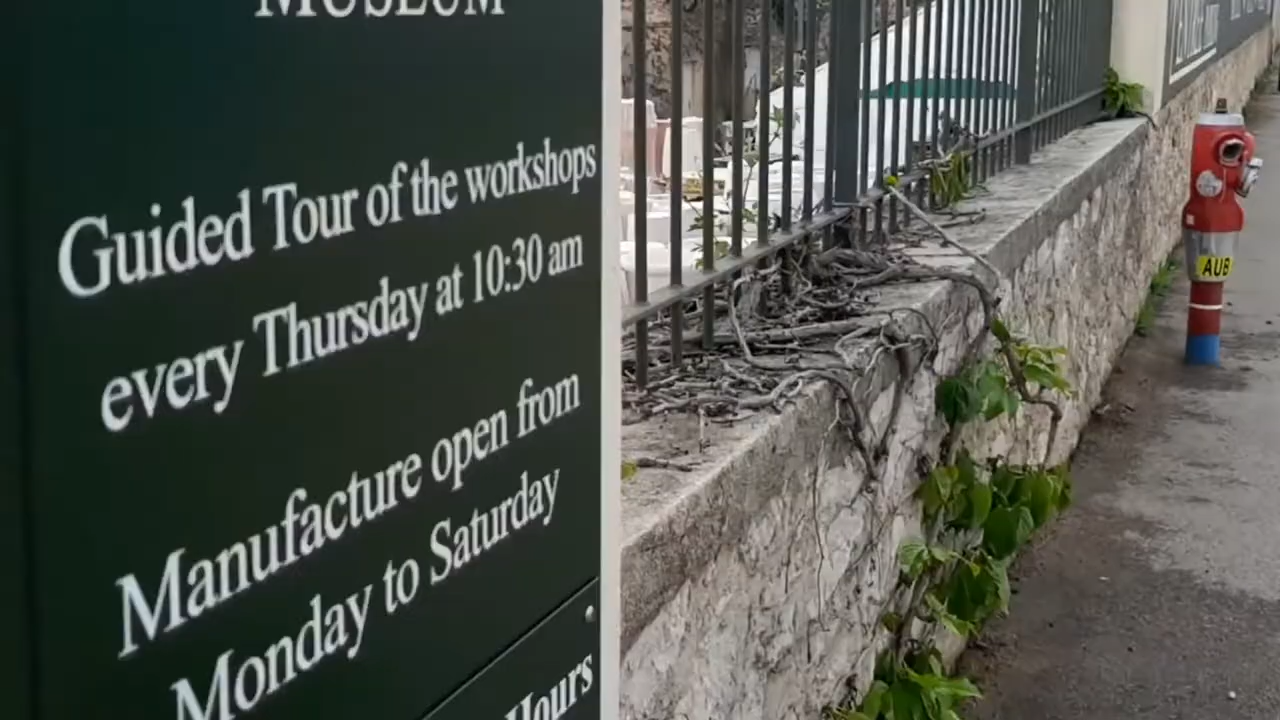 MUSEUM
Guided Tour of the workshops
every Thursday at 10:30 am
Manufacture open from
Monday to Saturday
Hours
AUB